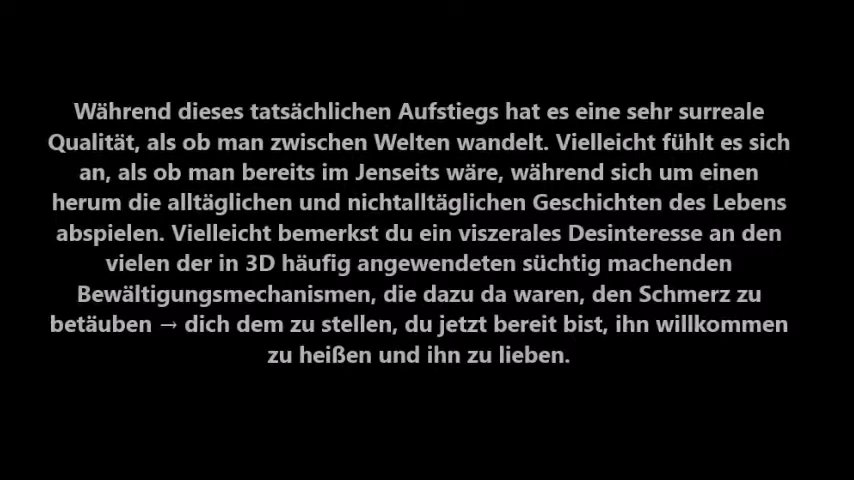 Während dieses tatsächlichen Aufstiegs hat es eine sehr surreale
Qualität, als ob man zwischen Welten wandelt. Vielleicht fühlt es sich
an, als ob man bereits im Jenseits wäre, während sich um einen
herum die alltäglichen und nichtalltäglichen Geschichten des Lebens
abspielen. Vielleicht bemerkst du ein viszerales Desinteresse an den
vielen der in 3D häufig angewendeten süchtig machenden
Bewältigungsmechanismen, die dazu da waren, den Schmerz zu
betäuben → dich dem zu stellen, du jetzt bereit bist, ihn willkommen
zu heißen und ihn zu lieben.